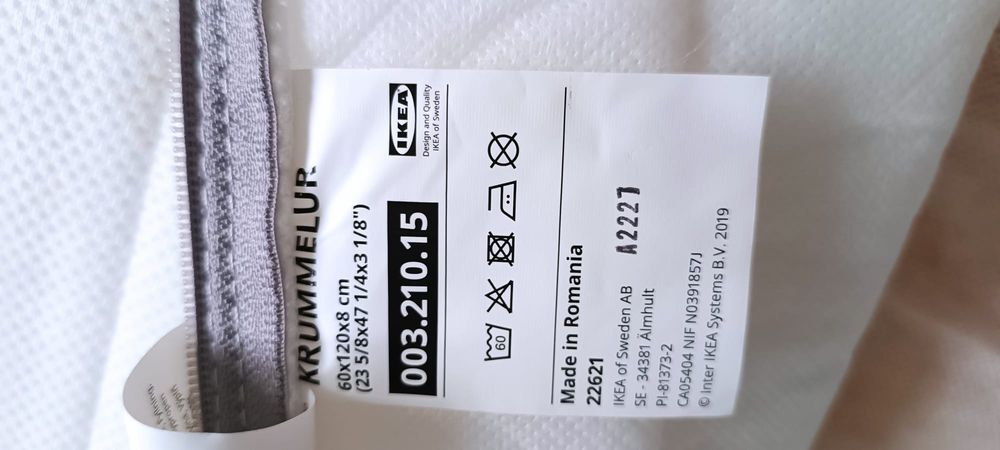 KRUMMELUR
60x120x8 cm
(23 5/8x47 1/4x3 1/8")
003.210.15
IKEA
Design and Quality
IKEA of Sweden
60
Made in Romania
22621
IKEA of Sweden AB
SE - 34381 Älmhult
A2227
PI-81373-2
CA05404 NIF N0391857J
© Inter IKEA Systems B.V. 2019